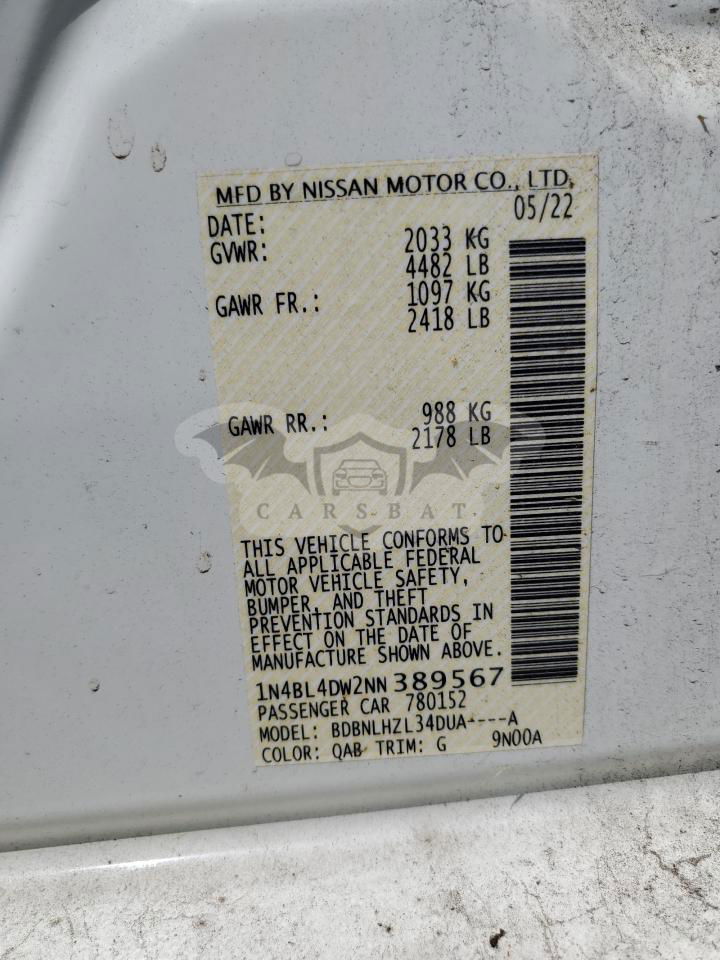 MFD BY NISSAN MOTOR CO., LTD.
DATE: 05/22
GVWR: 2033 KG
4482 LB
GAWR FR.: 1097 KG
2418 LB
GAWR RR.: 988 KG
2178 LB
CARSBAT
THIS VEHICLE CONFORMS TO
ALL APPLICABLE FEDERAL
MOTOR VEHICLE SAFETY,
BUMPER, AND THEFT
PREVENTION STANDARDS IN
EFFECT ON THE DATE OF
MANUFACTURE SHOWN ABOVE.
1N4BL4DW2NN 389567
PASSENGER CAR 780152
MODEL: BDBNLHZL34DUA----A
COLOR: QAB TRIM: G 9N00A